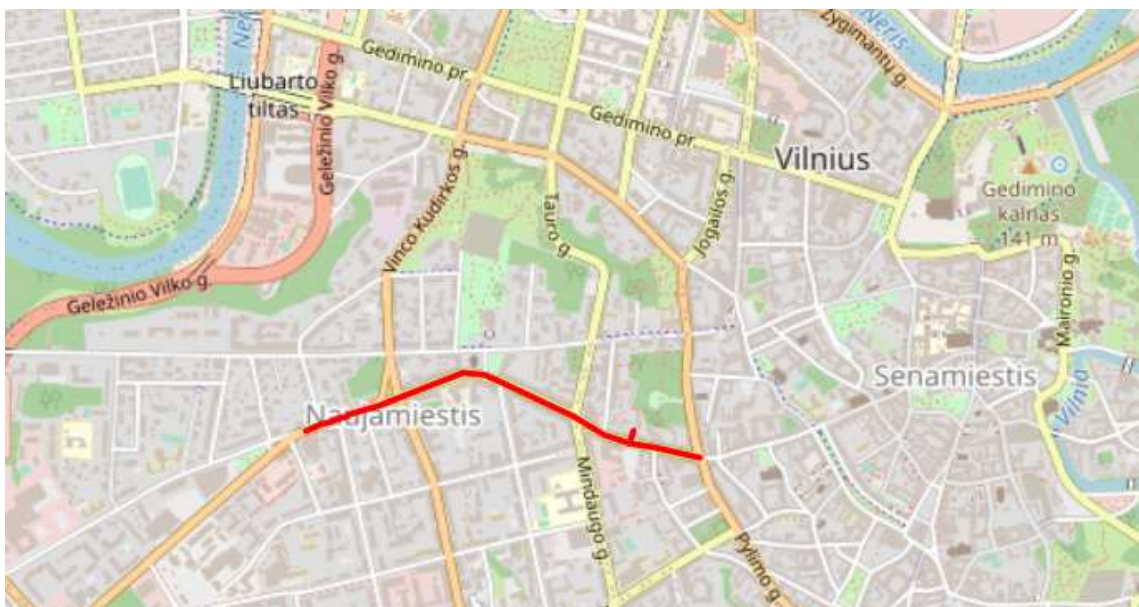 Neris
Žygimantų g.
Gedimino pr.
Liubarto
tiltas
Geležinio Vilko g.
Gedimino pr.
Vilnius
Gedimino
kalnas
141 m
Vinco Kudirkos g.
Tauro g.
Jogailos g.
Maironio g.
Geležinio Vilko g.
Senamiestis
Vilnia
Naujamiestis
Mindaugo g.
Pylimo g.